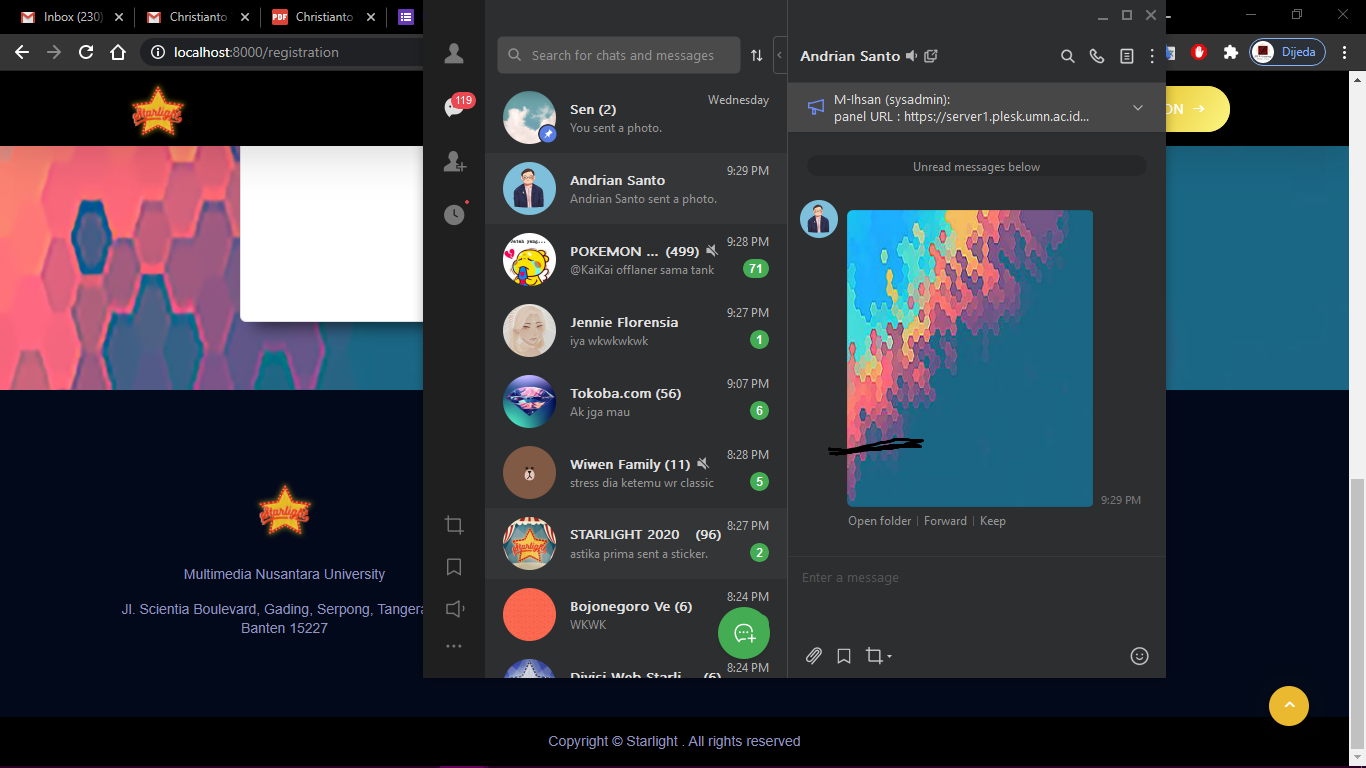 Inbox (230)
Christianto
PDF
Christianto
localhost:8000/registration
Dijeda
Starlight
ON →
Multimedia Nusantara University
Jl. Scientia Boulevard, Gading, Serpong, Tangera
Banten 15227
Copyright © Starlight . All rights reserved
119
Search for chats and messages
Sen (2)
Wednesday
You sent a photo.
Andrian Santo
9:29 PM
Andrian Santo sent a photo.
POKEMON ... (499)
9:28 PM
@KaiKai offlaner sama tank
71
Jennie Florensia
9:27 PM
iya wkwkwkwk
1
Tokoba.com (56)
9:07 PM
Ak jga mau
6
Wiwen Family (11)
8:28 PM
stress dia ketemu wr classic
5
STARLIGHT 2020 (96)
8:27 PM
astika prima sent a sticker.
2
Bojonegoro Ve (6)
8:24 PM
WKWK
Divisi Web Starli... (6)
8:24 PM
Andrian Santo
M-Ihsan (sysadmin):
panel URL : https://server1.plesk.umn.ac.id...
Unread messages below
9:29 PM
Open folder | Forward | Keep
Enter a message